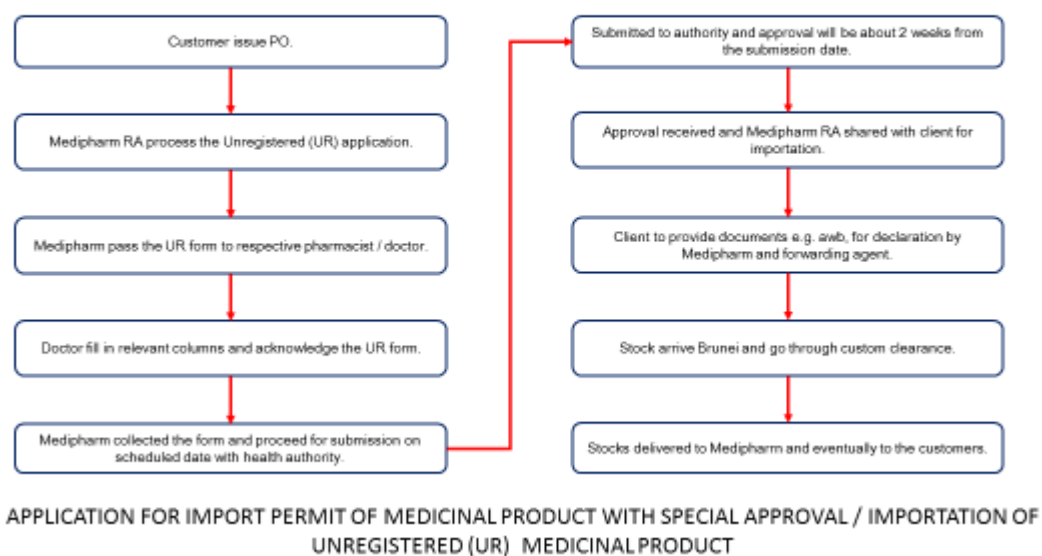 Customer issue PO.
Medipharm RA process the Unregistered (UR) application.
Medipharm pass the UR form to respective pharmacist / doctor.
Doctor fill in relevant columns and acknowledge the UR form.
Medipharm collected the form and proceed for submission on
scheduled date with health authority.
Submitted to authority and approval will be about 2 weeks from
the submission date.
Approval received and Medipharm RA shared with client for
importation.
Client to provide documents e.g. awb, for declaration by
Medipharm and forwarding agent.
Stock arrive Brunei and go through custom clearance.
Stocks delivered to Medipharm and eventually to the customers.
APPLICATION FOR IMPORT PERMIT OF MEDICINAL PRODUCT WITH SPECIAL APPROVAL / IMPORTATION OF
UNREGISTERED (UR) MEDICINAL PRODUCT